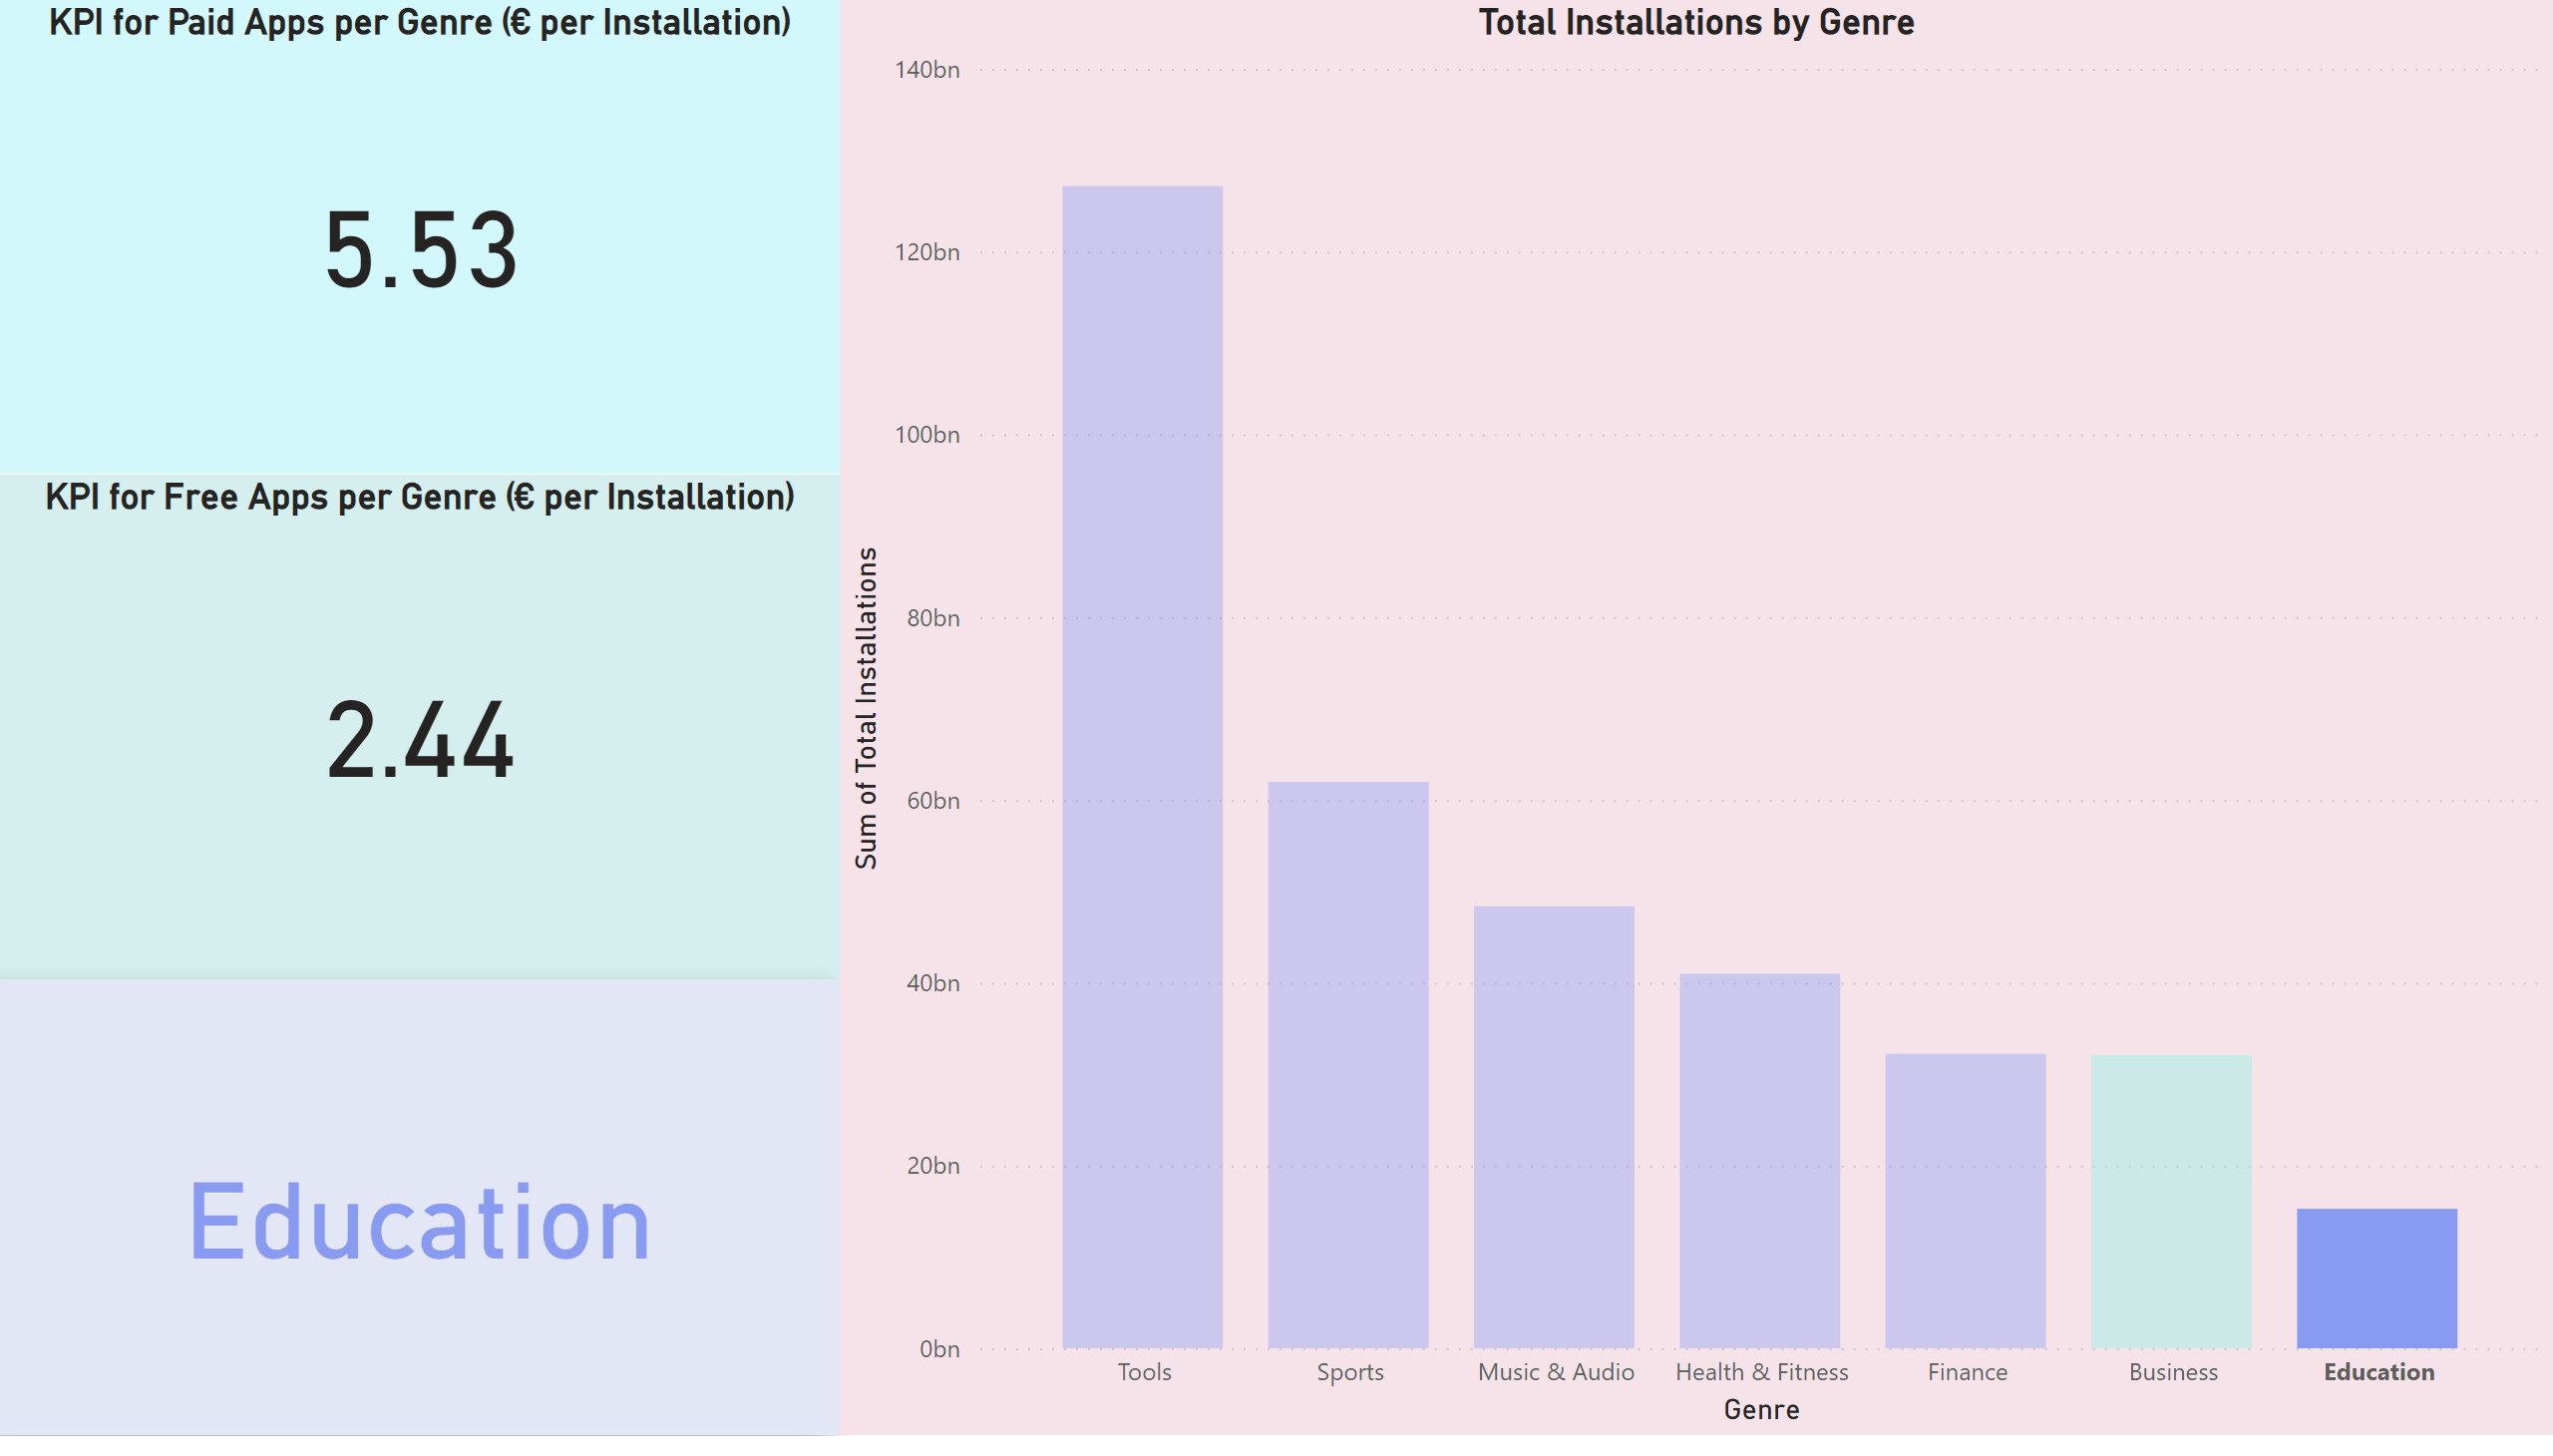 KPI for Paid Apps per Genre (€ per Installation)
5.53
KPI for Free Apps per Genre (€ per Installation)
2.44
Education
Total Installations by Genre
Sum of Total Installations
140bn
120bn
100bn
80bn
60bn
40bn
20bn
0bn
Tools Sports Music & Audio Health & Fitness Finance Business Education
Genre